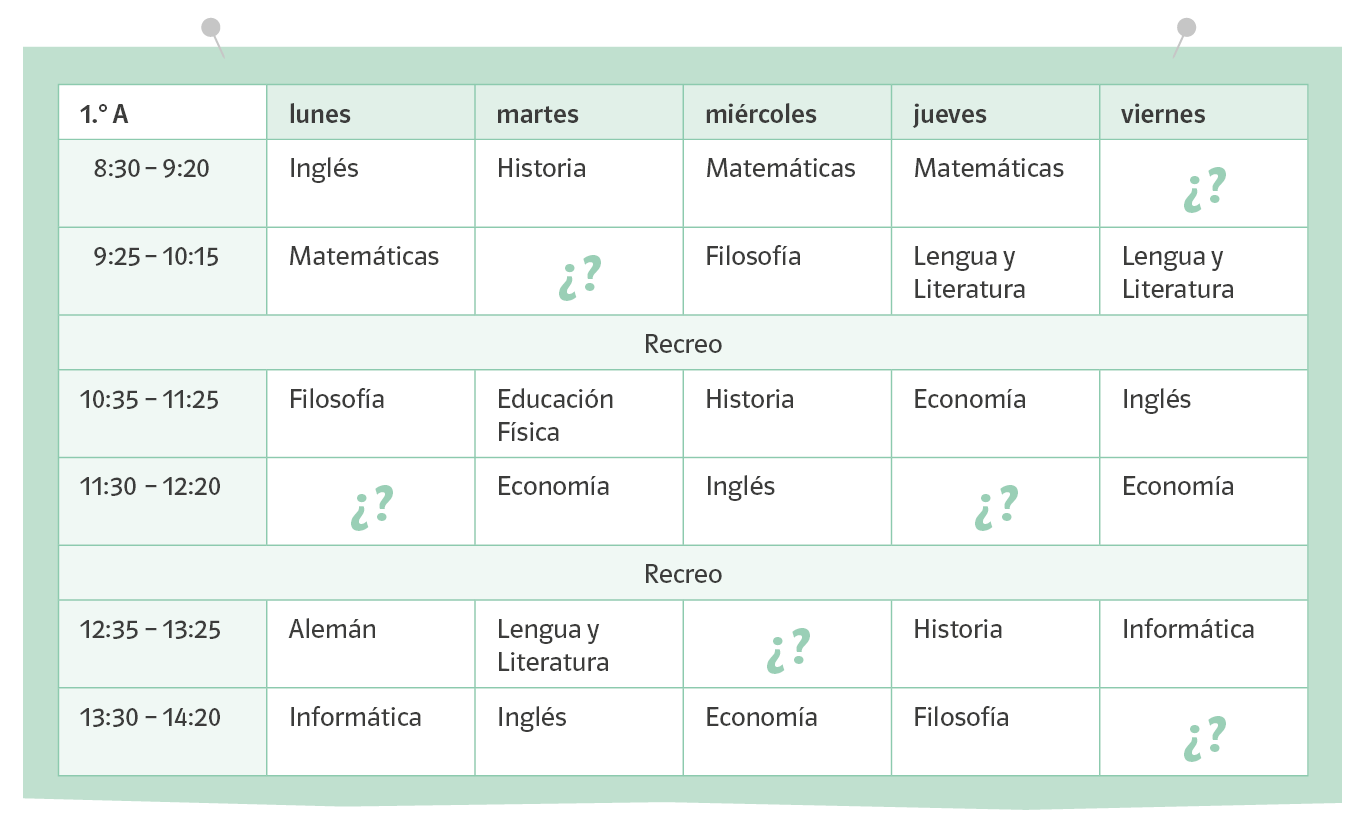 1.° A lunes martes miércoles jueves viernes
8:30 – 9:20 Inglés Historia Matemáticas Matemáticas ¿?
9:25 – 10:15 Matemáticas ¿? Filosofía Lengua y Lengua y
Literatura Literatura
Recreo
10:35 – 11:25 Filosofía Educación Historia Economía Inglés
Física
11:30 – 12:20 ¿? Economía Inglés ¿? Economía
Recreo
12:35 – 13:25 Alemán Lengua y ¿? Historia Informática
Literatura
13:30 – 14:20 Informática Inglés Economía Filosofía ¿?